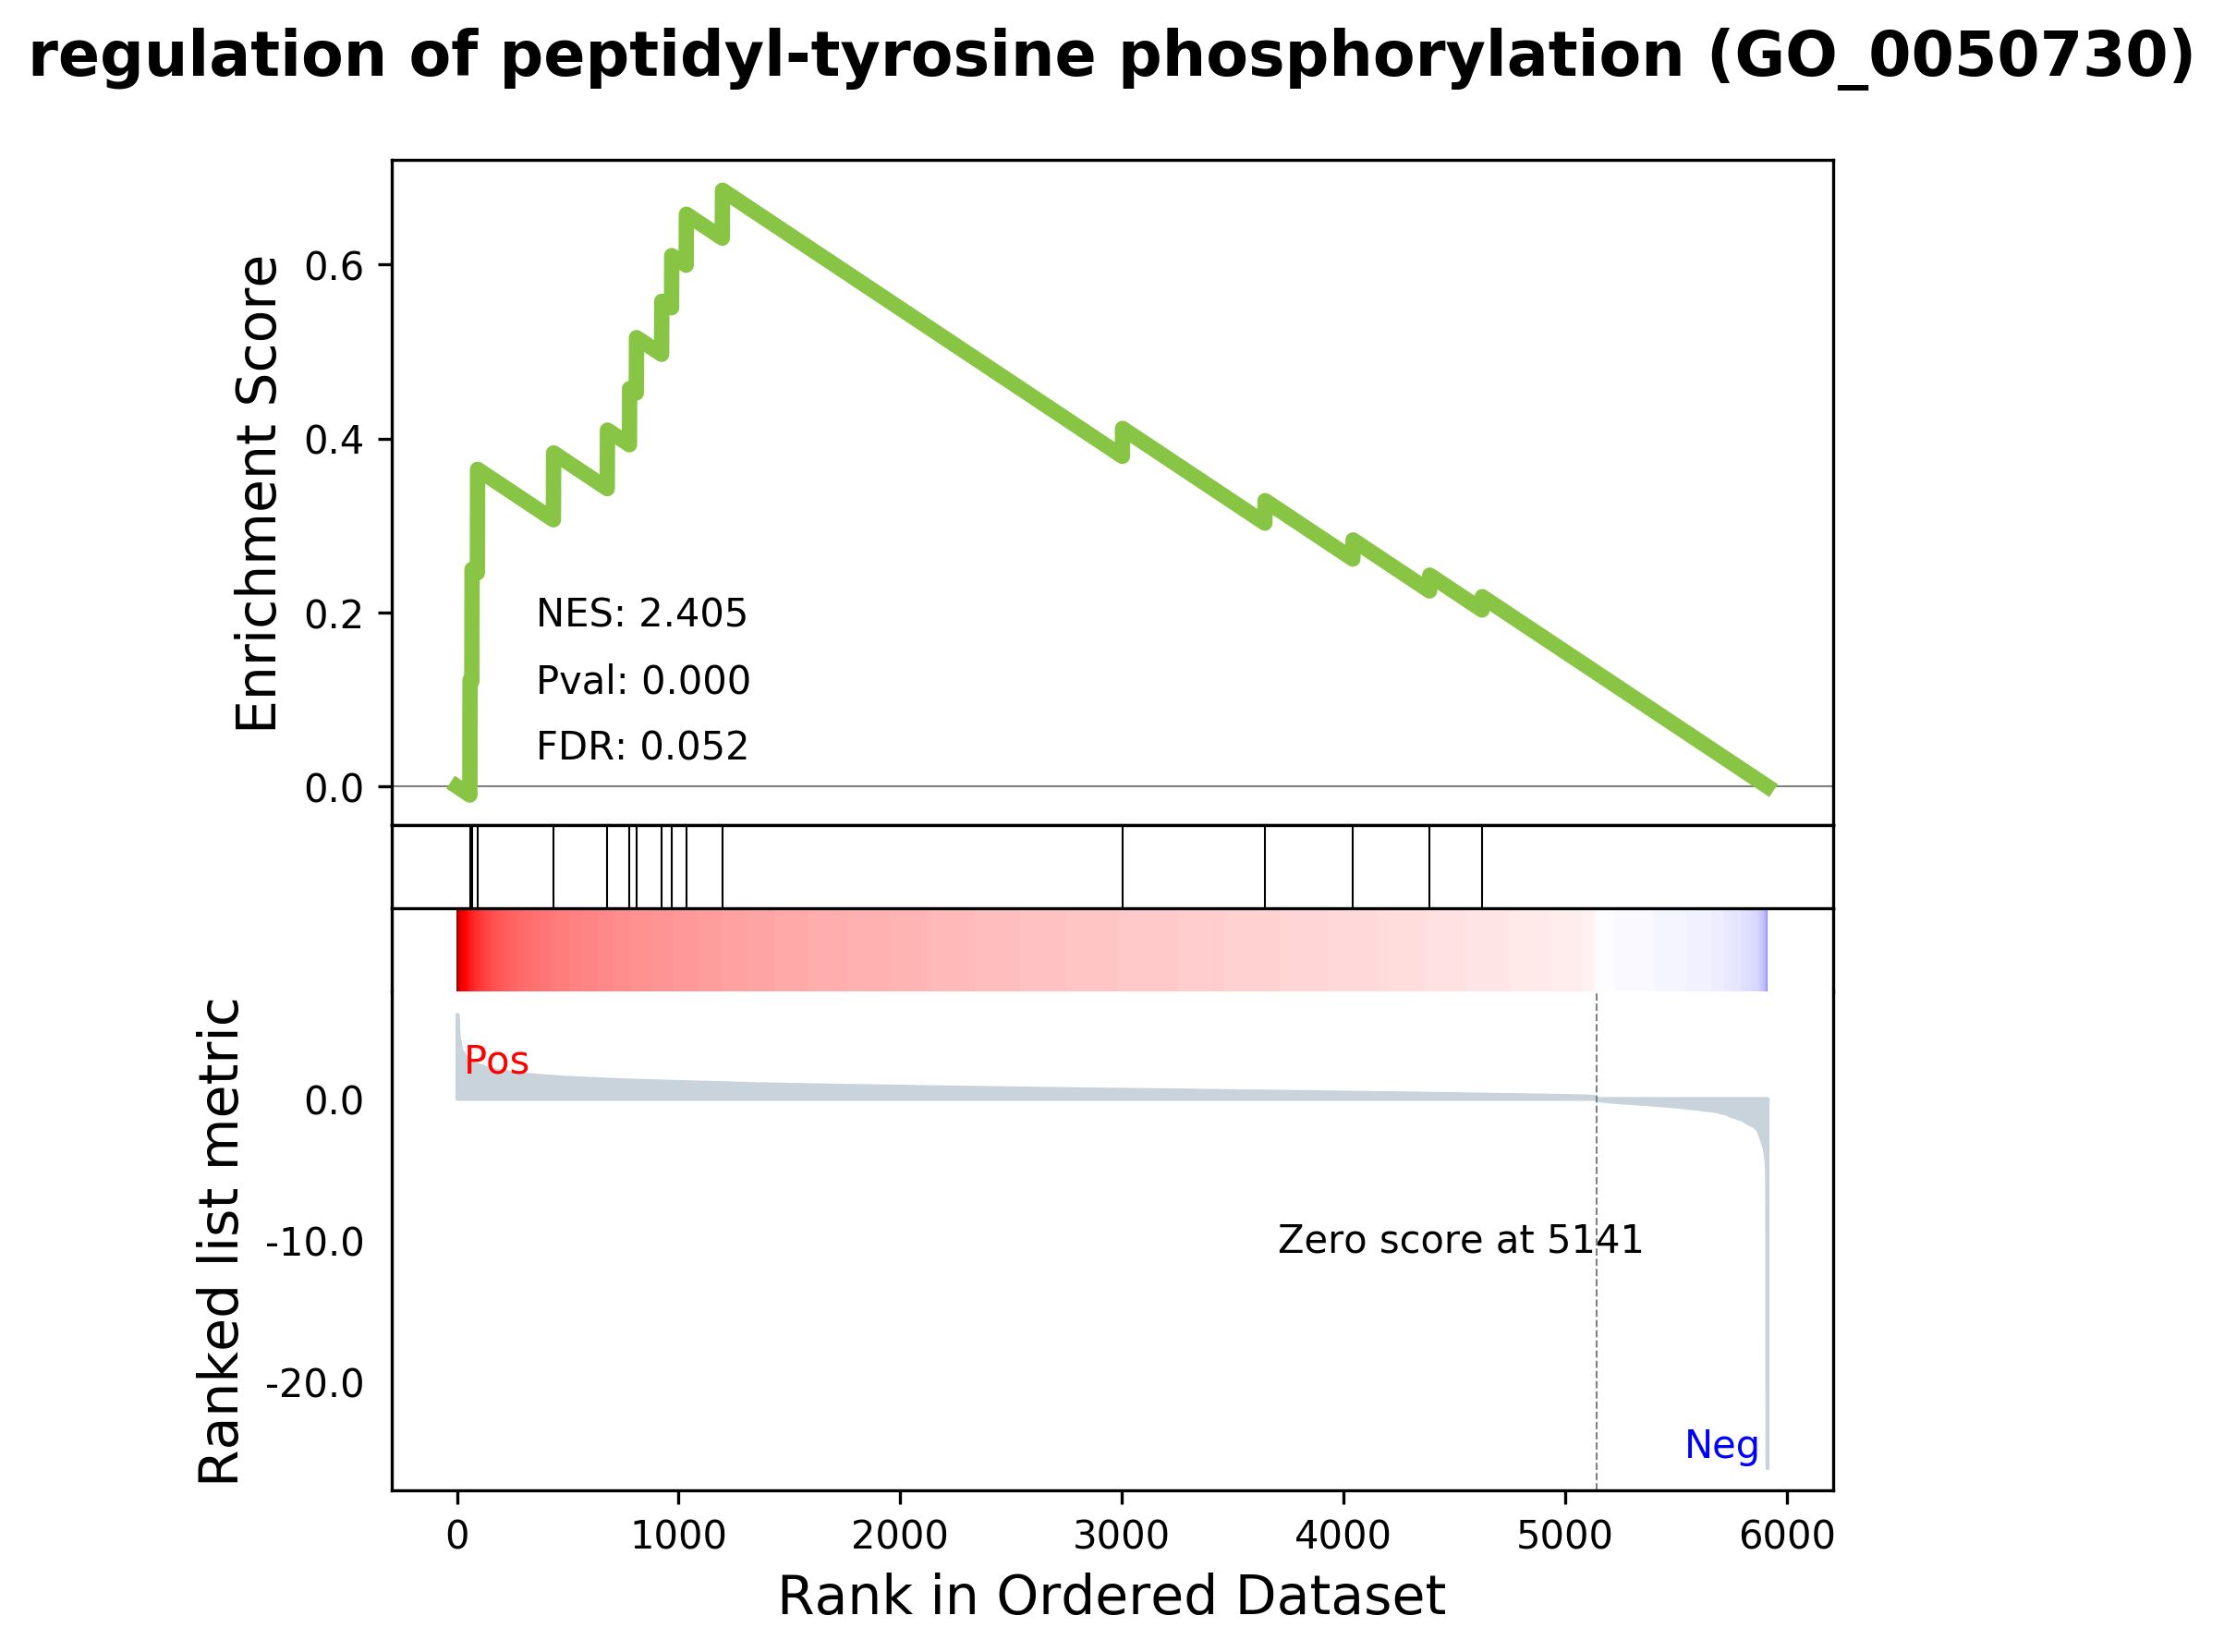 regulation of peptidyl-tyrosine phosphorylation (GO_0050730)
Enrichment Score
0.6
0.4
0.2
0.0
NES: 2.405
Pval: 0.000
FDR: 0.052
Ranked list metric
0.0
-10.0
-20.0
Pos
Zero score at 5141
Neg
0 1000 2000 3000 4000 5000 6000
Rank in Ordered Dataset